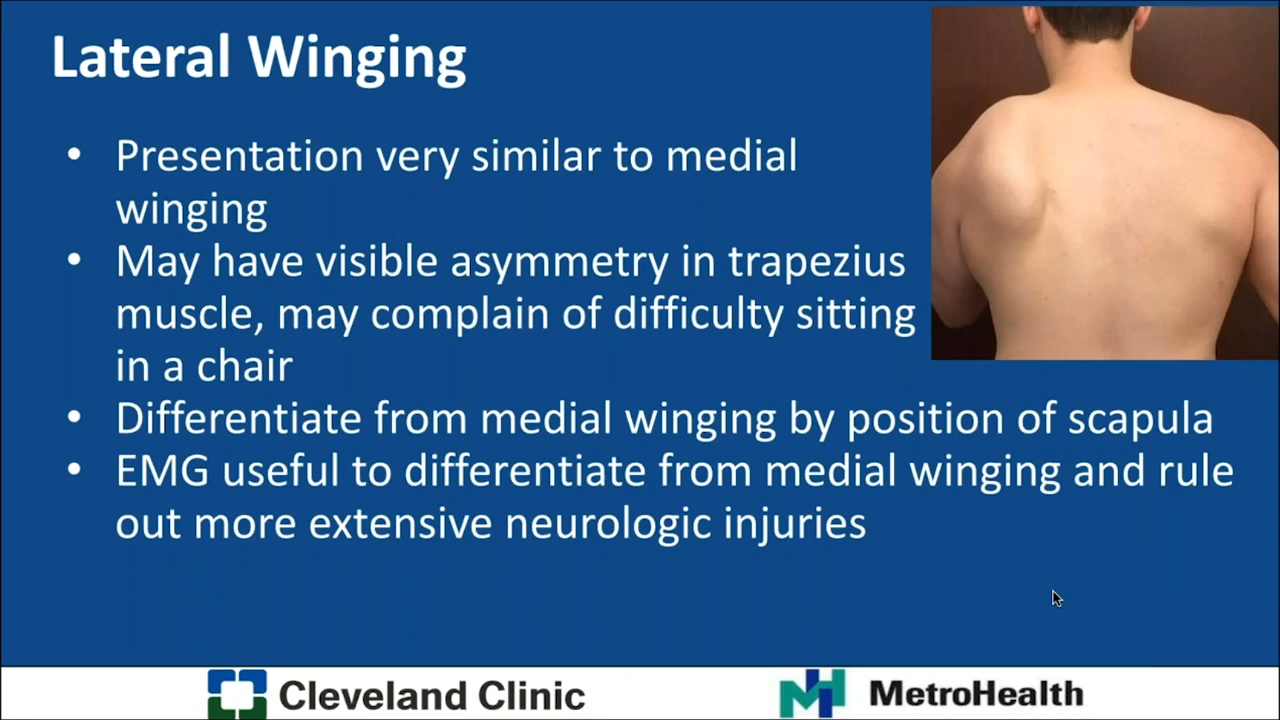 Lateral Winging
• Presentation very similar to medial
winging
• May have visible asymmetry in trapezius
muscle, may complain of difficulty sitting
in a chair
• Differentiate from medial winging by position of scapula
• EMG useful to differentiate from medial winging and rule
out more extensive neurologic injuries
Cleveland Clinic
MetroHealth